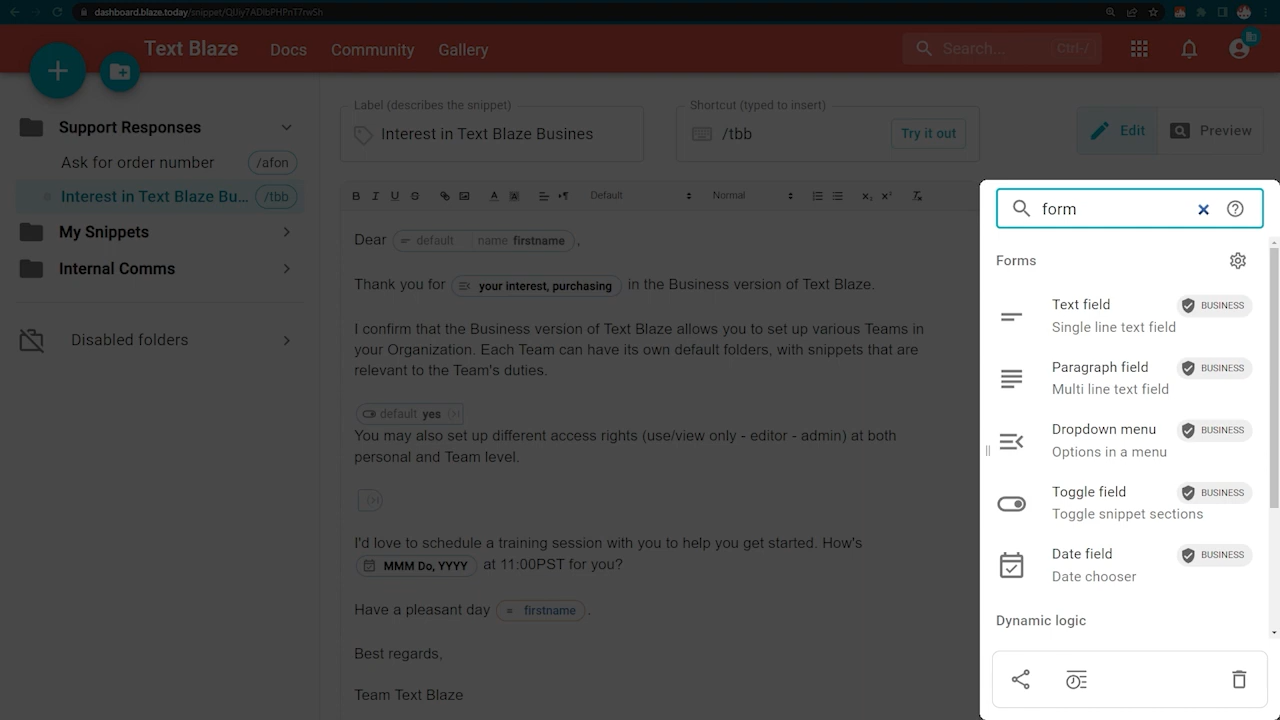 dashboard.blaze.today/snippet/QUiy7ADlbPHPnT7rwSh
Text Blaze
Docs
Community
Gallery
Search...
Ctrl-/
Support Responses
Ask for order number
/afon
Interest in Text Blaze Bu...
/tbb
My Snippets
Internal Comms
Disabled folders
Label (describes the snippet)
Interest in Text Blaze Busines
Shortcut (typed to insert)
/tbb
Try it out
Edit
Preview
B I U S A A Default Normal
Dear default name firstname ,
Thank you for your interest, purchasing in the Business version of Text Blaze.
I confirm that the Business version of Text Blaze allows you to set up various Teams in
your Organization. Each Team can have its own default folders, with snippets that are
relevant to the Team's duties.
default yes
You may also set up different access rights (use/view only - editor - admin) at both
personal and Team level.
I'd love to schedule a training session with you to help you get started. How's
MMM Do, YYYY at 11:00PST for you?
Have a pleasant day = firstname .
Best regards,
Team Text Blaze
form
Forms
Text field
BUSINESS
Single line text field
Paragraph field
BUSINESS
Multi line text field
Dropdown menu
BUSINESS
Options in a menu
Toggle field
BUSINESS
Toggle snippet sections
Date field
BUSINESS
Date chooser
Dynamic logic